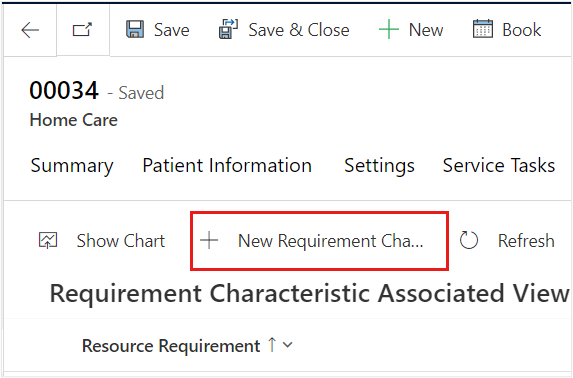 Save Save & Close New Book
00034 - Saved
Home Care
Summary Patient Information Settings Service Tasks
Show Chart New Requirement Cha... Refresh
Requirement Characteristic Associated View
Resource Requirement ↑